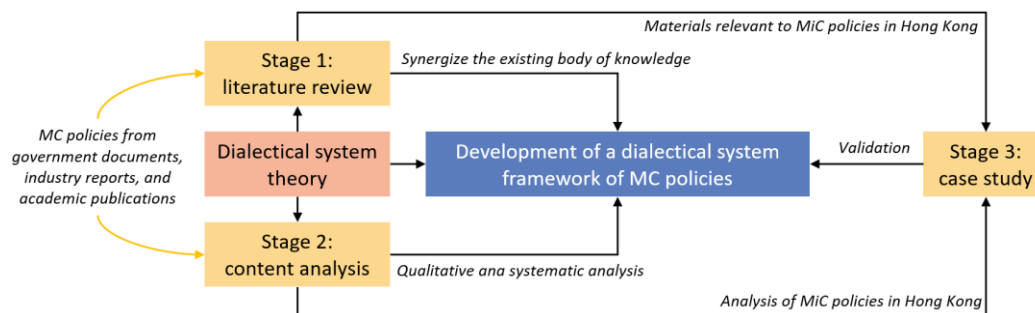 Materials relevant to MiC policies in Hong Kong
Stage 1:
literature review
Synergize the existing body of knowledge
MC policies from
government documents,
industry reports, and
academic publications
Dialectical system
theory
Development of a dialectical system
framework of MC policies
Validation
Stage 3:
case study
Stage 2:
content analysis
Qualitative ana systematic analysis
Analysis of MiC policies in Hong Kong